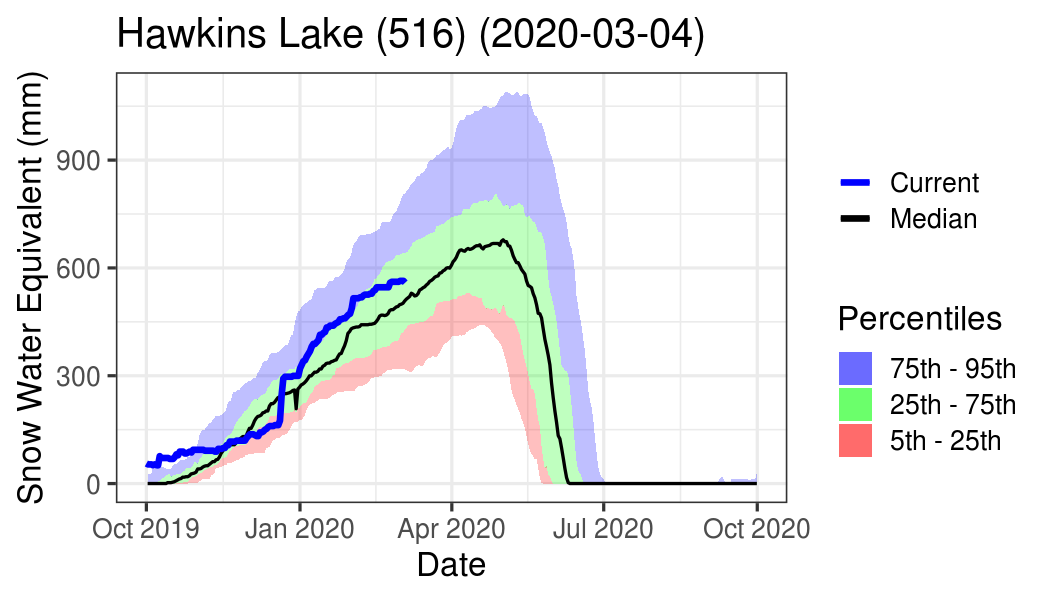 Hawkins Lake (516) (2020-03-04)
Snow Water Equivalent (mm)
900
600
300
0
Oct 2019
Jan 2020
Apr 2020
Jul 2020
Oct 2020
Date
Current
Median
Percentiles
75th - 95th
25th - 75th
5th - 25th